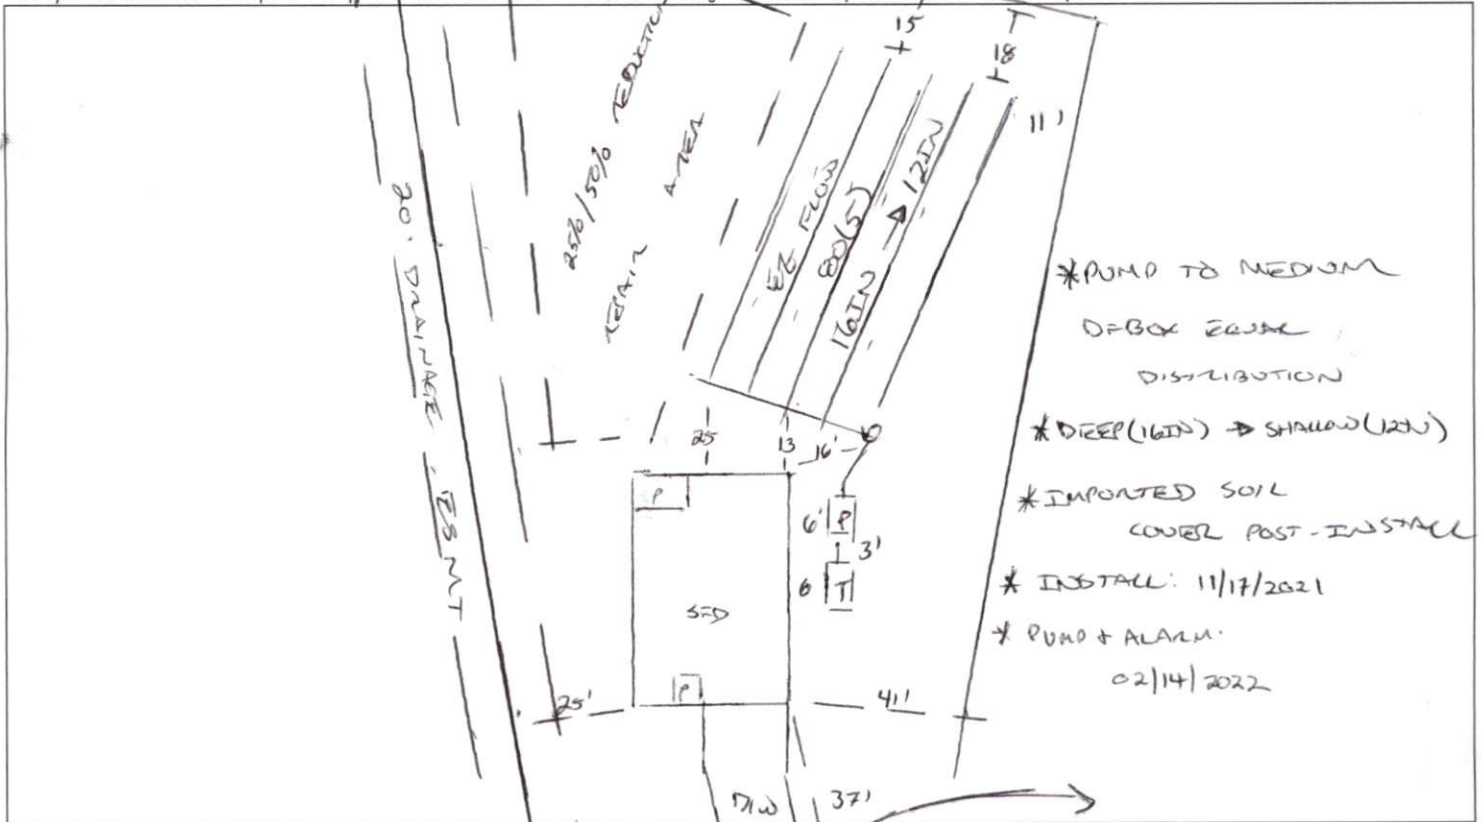 15
18
11'
25%/50% REDUCTION
REPAIR AREA
EZ FLOW
80(5)
16IN → 12IN
20' DRAINAGE ESMT
*PUMP TO MEDIUM
D-BOX EQUAL
DISTRIBUTION
*DEEP(16IN) → SHALLOW(12IN)
*IMPORTED SOIL
COVER POST-INSTALL
* INSTALL: 11/17/2021
* PUMP & ALARM:
02/14/2022
25
13
16'
P
6'
P
3'
6
T
SFD
P
25'
41'
D/W
37'